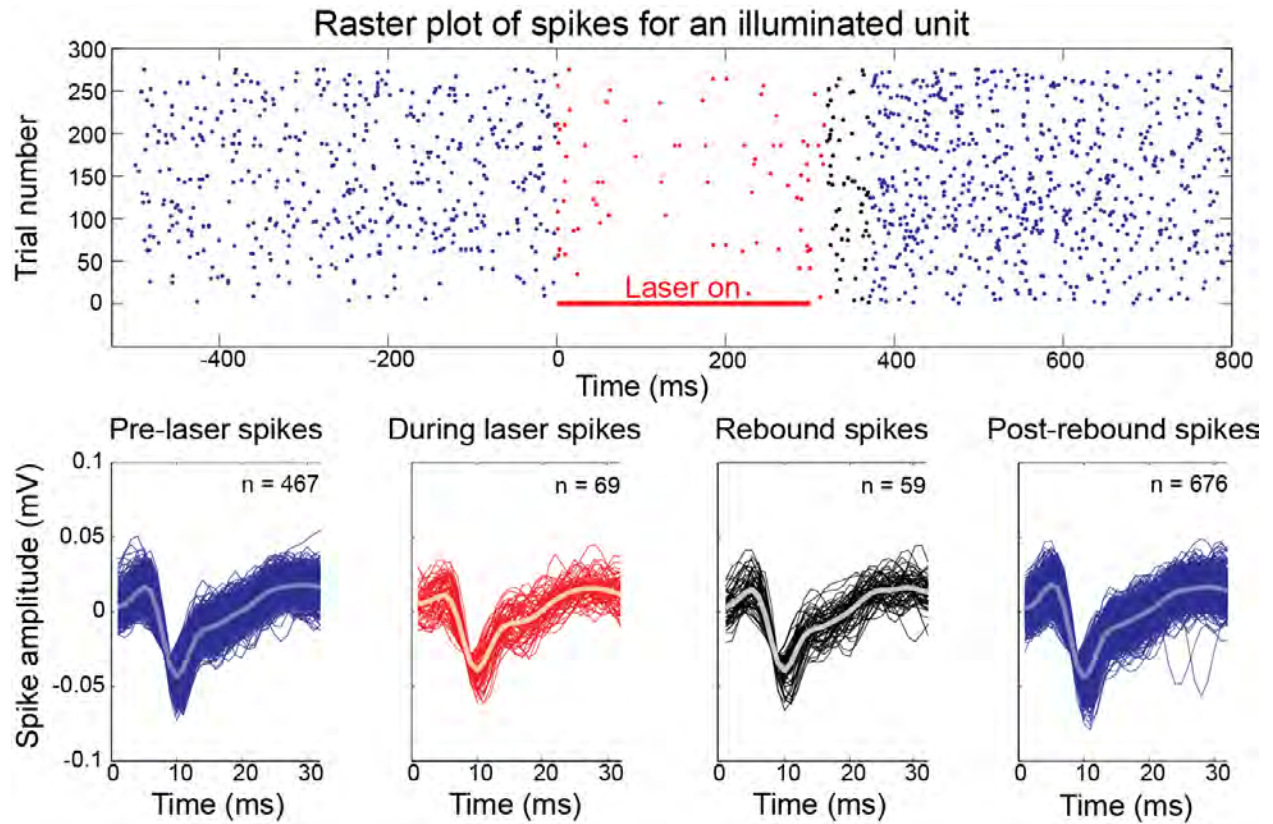 Raster plot of spikes for an illuminated unit
300
250
200
150
100
50
0
Trial number
Laser on
-400 -200 0 200 400 600 800
Time (ms)
Pre-laser spikes During laser spikes Rebound spikes Post-rebound spikes
n = 467 n = 69 n = 59 n = 676
0.1
0.05
0
-0.05
-0.1
Spike amplitude (mV)
0 10 20 30 0 10 20 30 0 10 20 30 0 10 20 30
Time (ms) Time (ms) Time (ms) Time (ms)